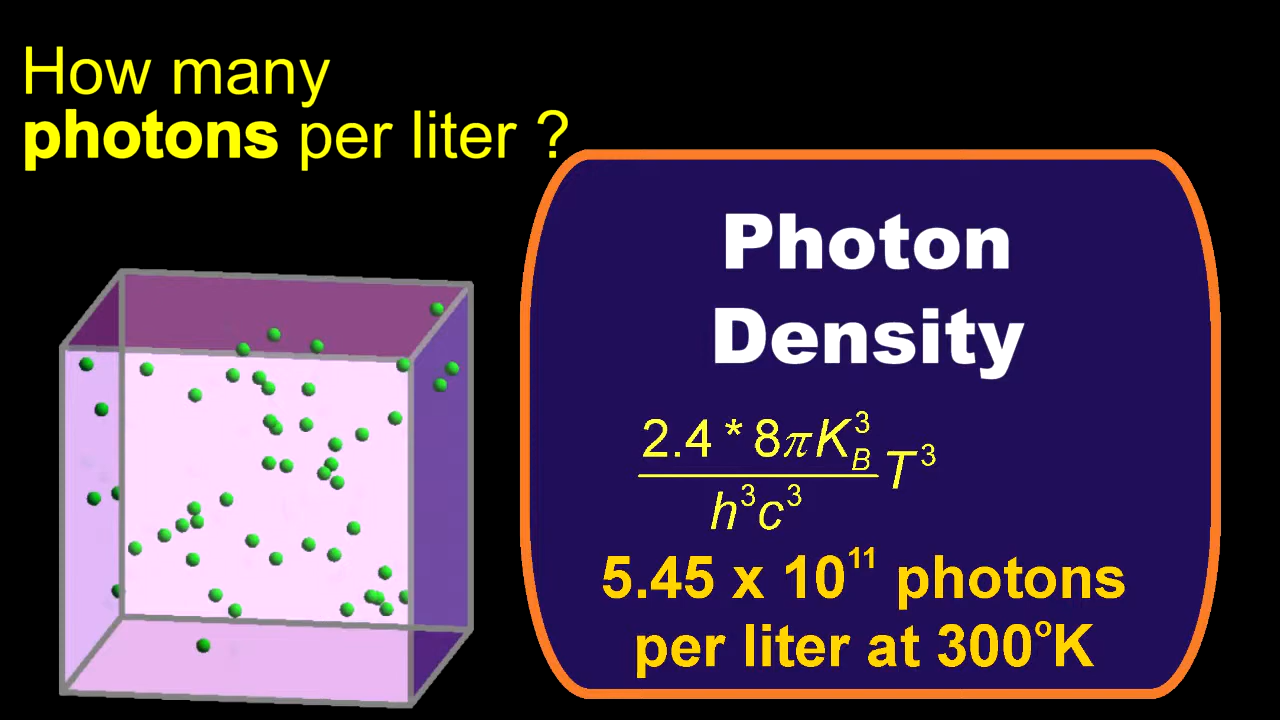 How many
photons per liter ?
Photon
Density
2.4 * 8πK_B^3
h^3c^3 T^3
5.45 x 10^11 photons
per liter at 300°K